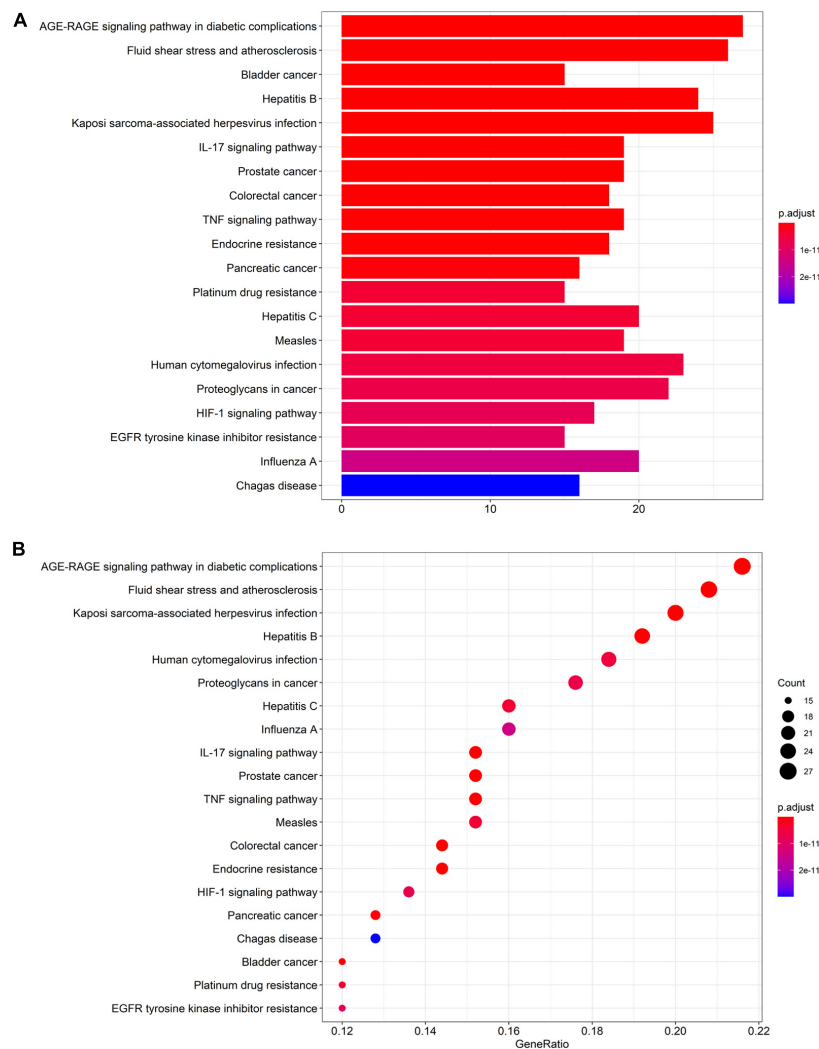 A
AGE-RAGE signaling pathway in diabetic complications
Fluid shear stress and atherosclerosis
Bladder cancer
Hepatitis B
Kaposi sarcoma-associated herpesvirus infection
IL-17 signaling pathway
Prostate cancer
Colorectal cancer
TNF signaling pathway
Endocrine resistance
Pancreatic cancer
Platinum drug resistance
Hepatitis C
Measles
Human cytomegalovirus infection
Proteoglycans in cancer
HIF-1 signaling pathway
EGFR tyrosine kinase inhibitor resistance
Influenza A
Chagas disease
0 10 20
p.adjust
1e-11
2e-11
B
AGE-RAGE signaling pathway in diabetic complications
Fluid shear stress and atherosclerosis
Kaposi sarcoma-associated herpesvirus infection
Hepatitis B
Human cytomegalovirus infection
Proteoglycans in cancer
Hepatitis C
Influenza A
IL-17 signaling pathway
Prostate cancer
TNF signaling pathway
Measles
Colorectal cancer
Endocrine resistance
HIF-1 signaling pathway
Pancreatic cancer
Chagas disease
Bladder cancer
Platinum drug resistance
EGFR tyrosine kinase inhibitor resistance
0.12 0.14 0.16 0.18 0.20 0.22
GeneRatio
Count
15
18
21
24
27
p.adjust
1e-11
2e-11